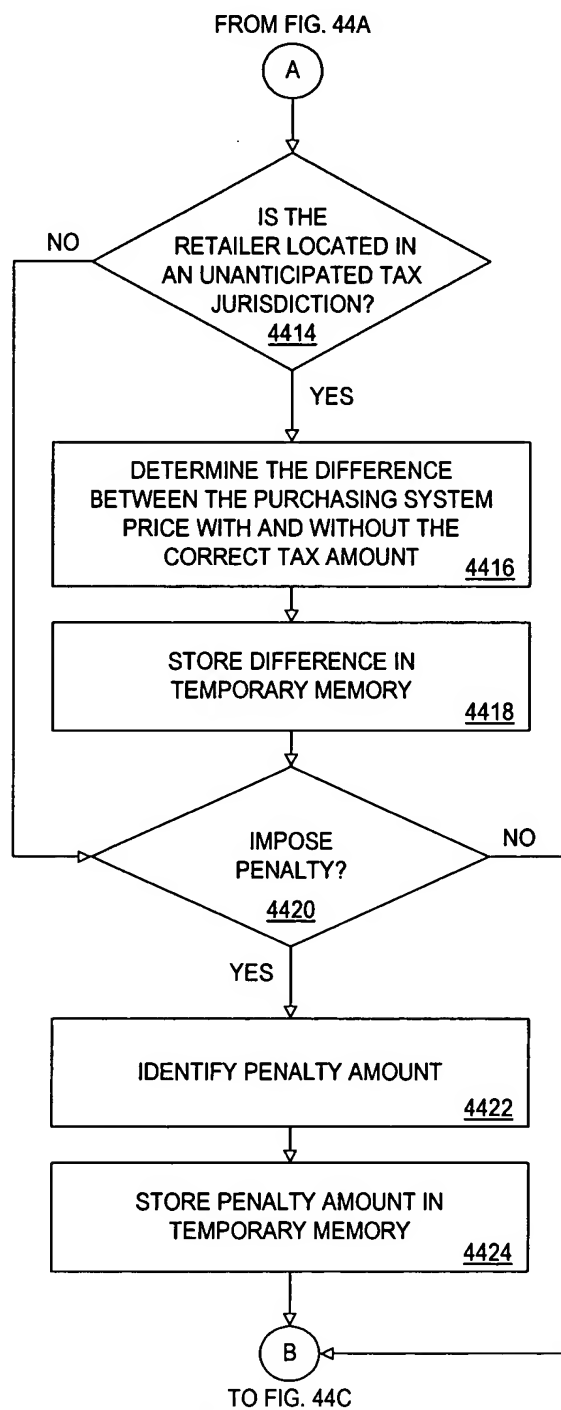 FROM FIG. 44A
A
IS THE
RETAILER LOCATED IN
AN UNANTICIPATED TAX
JURISDICTION?
4414
NO
YES
DETERMINE THE DIFFERENCE
BETWEEN THE PURCHASING SYSTEM
PRICE WITH AND WITHOUT THE
CORRECT TAX AMOUNT
4416
STORE DIFFERENCE IN
TEMPORARY MEMORY
4418
IMPOSE
PENALTY?
4420
NO
YES
IDENTIFY PENALTY AMOUNT
4422
STORE PENALTY AMOUNT IN
TEMPORARY MEMORY
4424
B
TO FIG. 44C